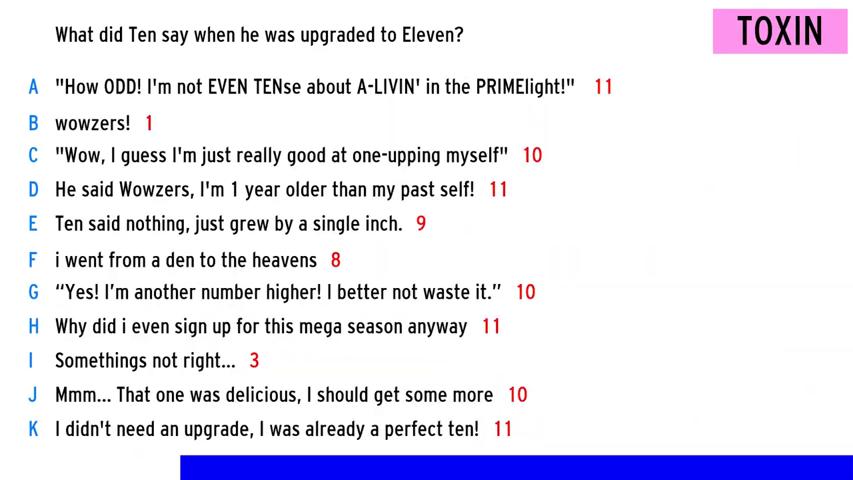 What did Ten say when he was upgraded to Eleven?
TOXIN
A "How ODD! I'm not EVEN TENse about A-LIVIN' in the PRIMElight!" 11
B wowzers! 1
C "Wow, I guess I'm just really good at one-upping myself" 10
D He said Wowzers, I'm 1 year older than my past self! 11
E Ten said nothing, just grew by a single inch. 9
F i went from a den to the heavens 8
G “Yes! I’m another number higher! I better not waste it.” 10
H Why did i even sign up for this mega season anyway 11
I Somethings not right... 3
J Mmm... That one was delicious, I should get some more 10
K I didn't need an upgrade, I was already a perfect ten! 11